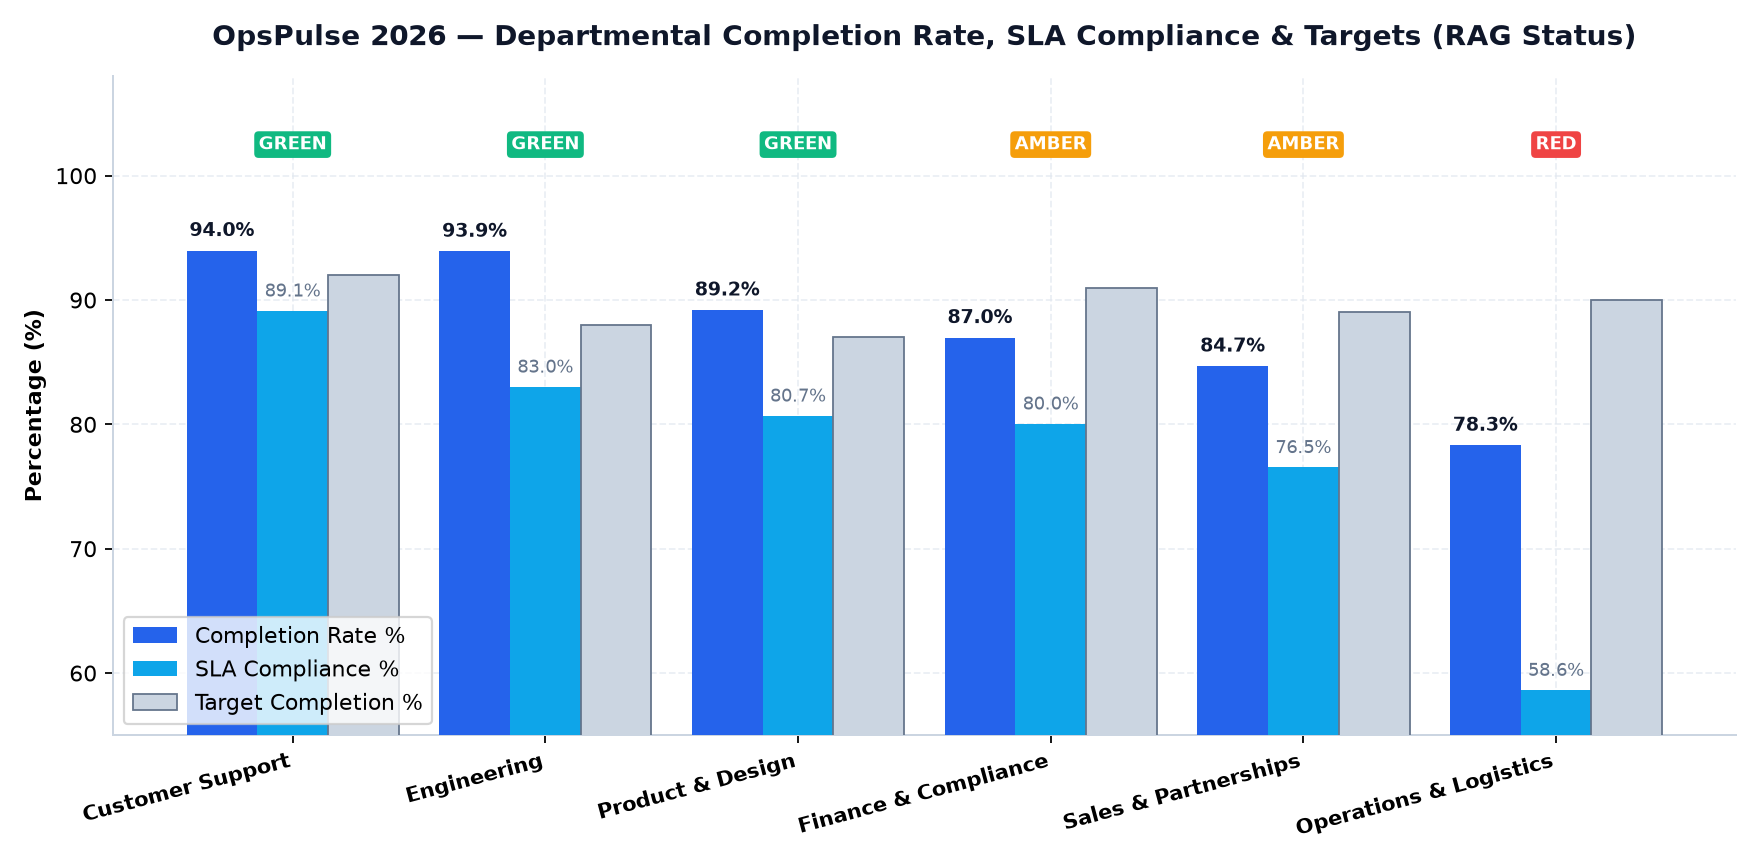 OpsPulse 2026 — Departmental Completion Rate, SLA Compliance & Targets (RAG Status)
GREEN
GREEN
GREEN
AMBER
AMBER
RED
Percentage (%)
100
90
80
70
60
94.0%
89.1%
93.9%
83.0%
89.2%
80.7%
87.0%
80.0%
84.7%
76.5%
78.3%
58.6%
Completion Rate %
SLA Compliance %
Target Completion %
Customer Support
Engineering
Product & Design
Finance & Compliance
Sales & Partnerships
Operations & Logistics